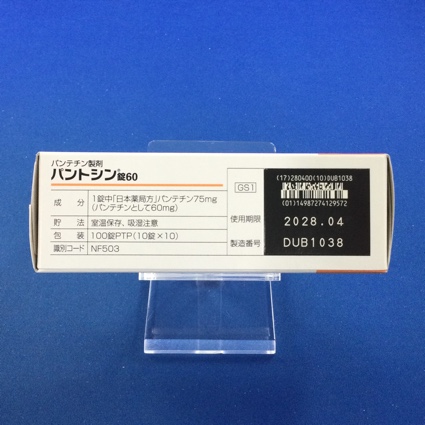 パンテチン製剤
パントシン®錠60
成分 1錠中「日本薬局方」パンテチン75mg
(パンテチンとして60mg)
貯法 室温保存、吸湿注意
包装 100錠PTP(10錠×10)
識別コード NF503
GS1
使用期限
製造番号
(17)280400(10)DUB1038
(01)14987274129572
2028.04
DUB1038